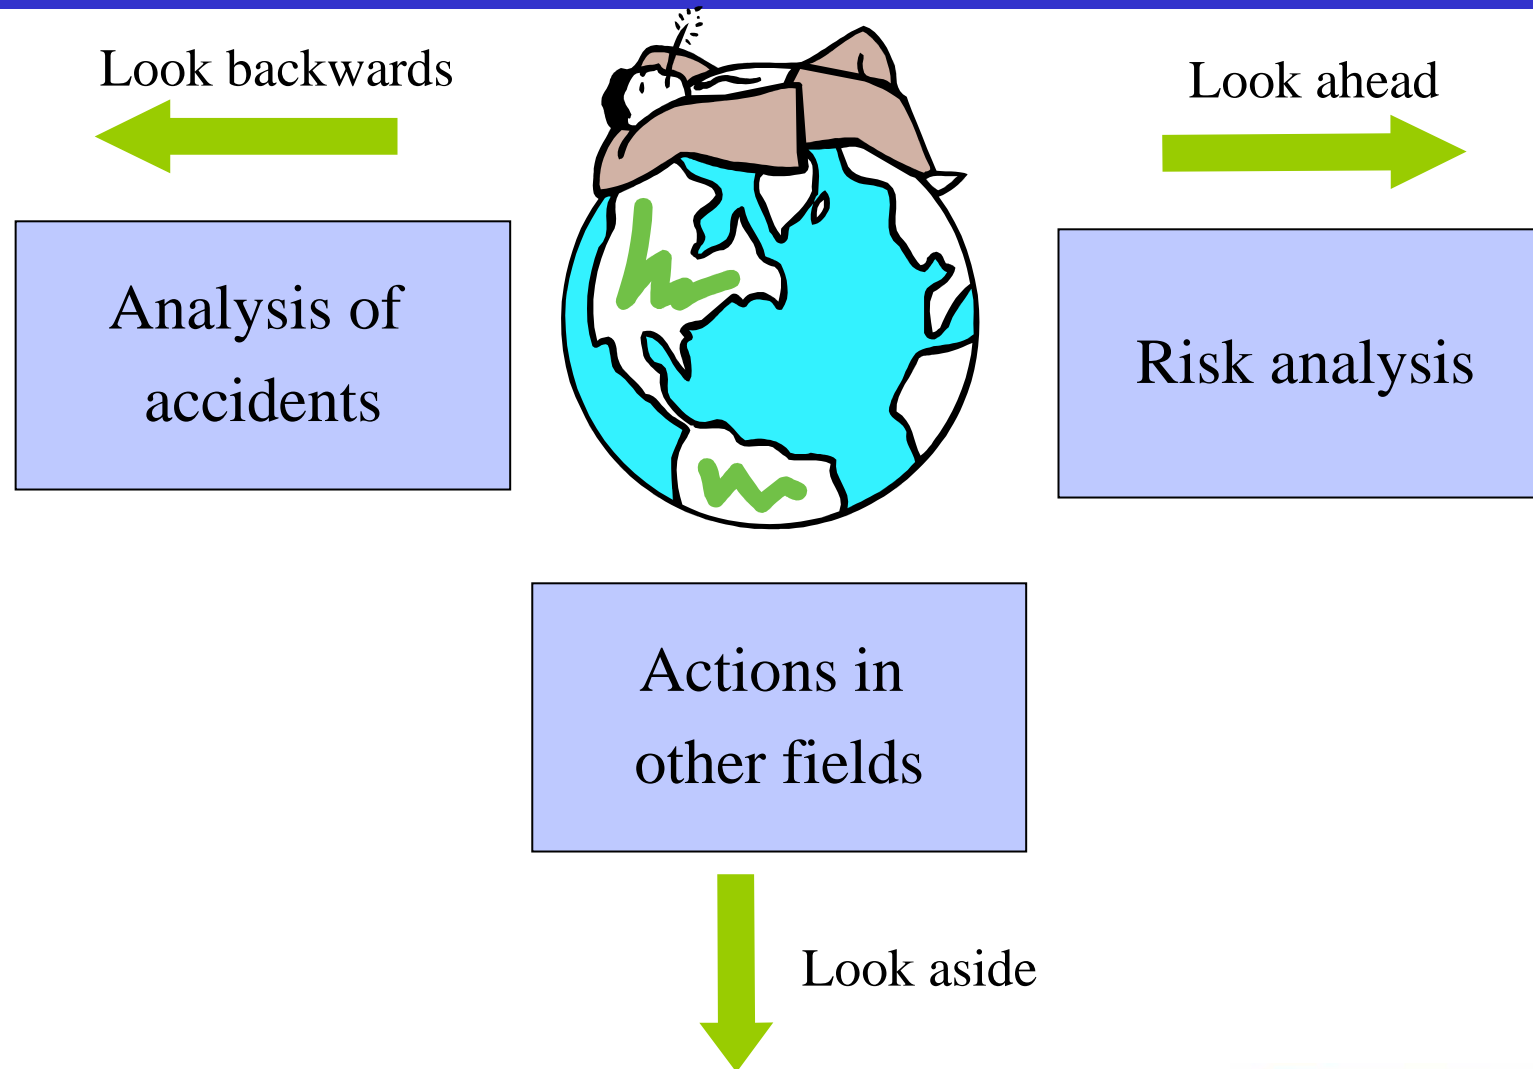 Look backwards
Look ahead
Analysis of
accidents
Risk analysis
Actions in
other fields
Look aside